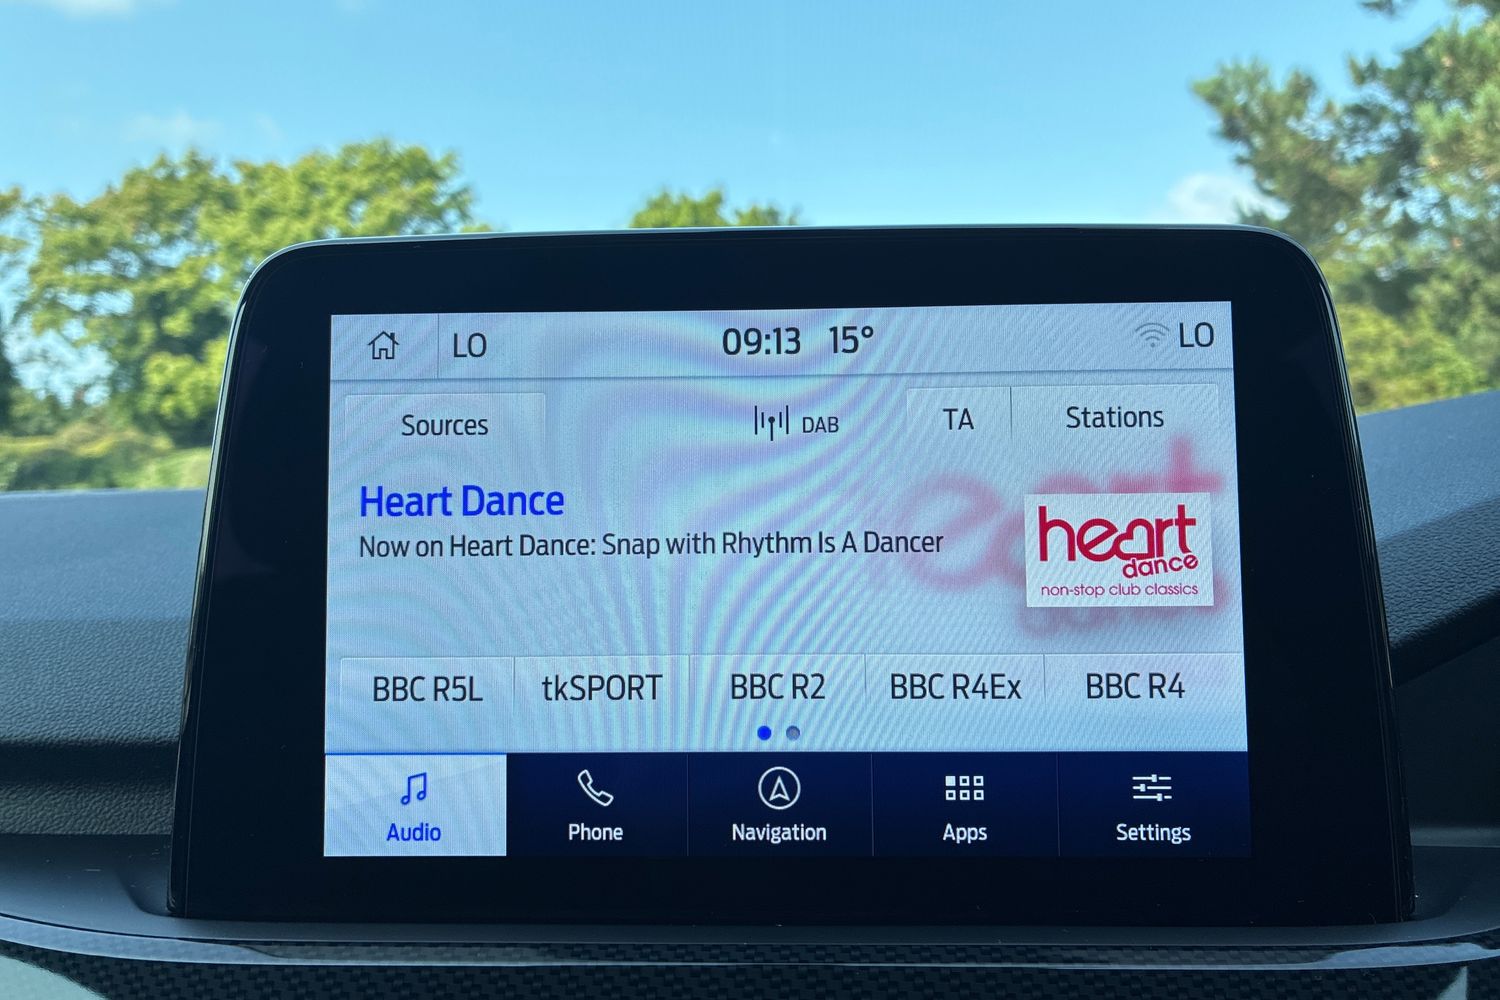 LO 09:13 15° LO
Sources DAB TA Stations
Heart Dance
Now on Heart Dance: Snap with Rhythm Is A Dancer
heart
dance
non-stop club classics
BBC R5L tkSPORT BBC R2 BBC R4Ex BBC R4
Audio Phone Navigation Apps Settings